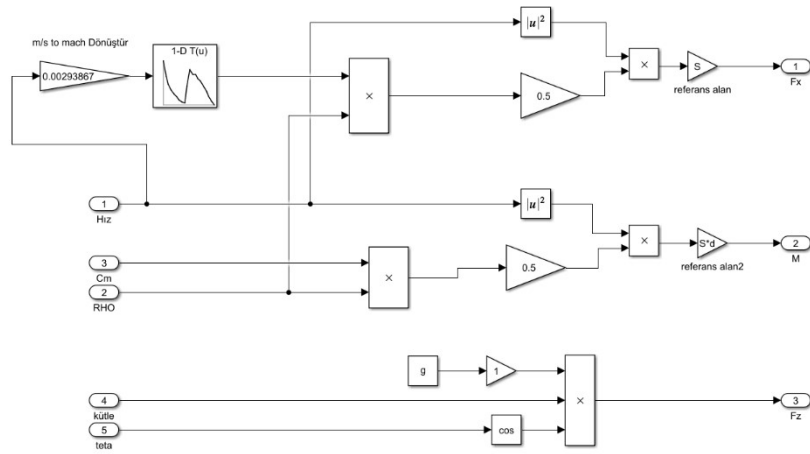 |u|²
m/s to mach Dönüştür
1-D T(u)
0.00293867
×
0.5
×
S
referans alan
1
Fx
1
Hız
|u|²
3
Cm
2
RHO
×
0.5
×
S*d
referans alan2
2
M
g
1
4
kütle
×
3
Fz
5
teta
cos